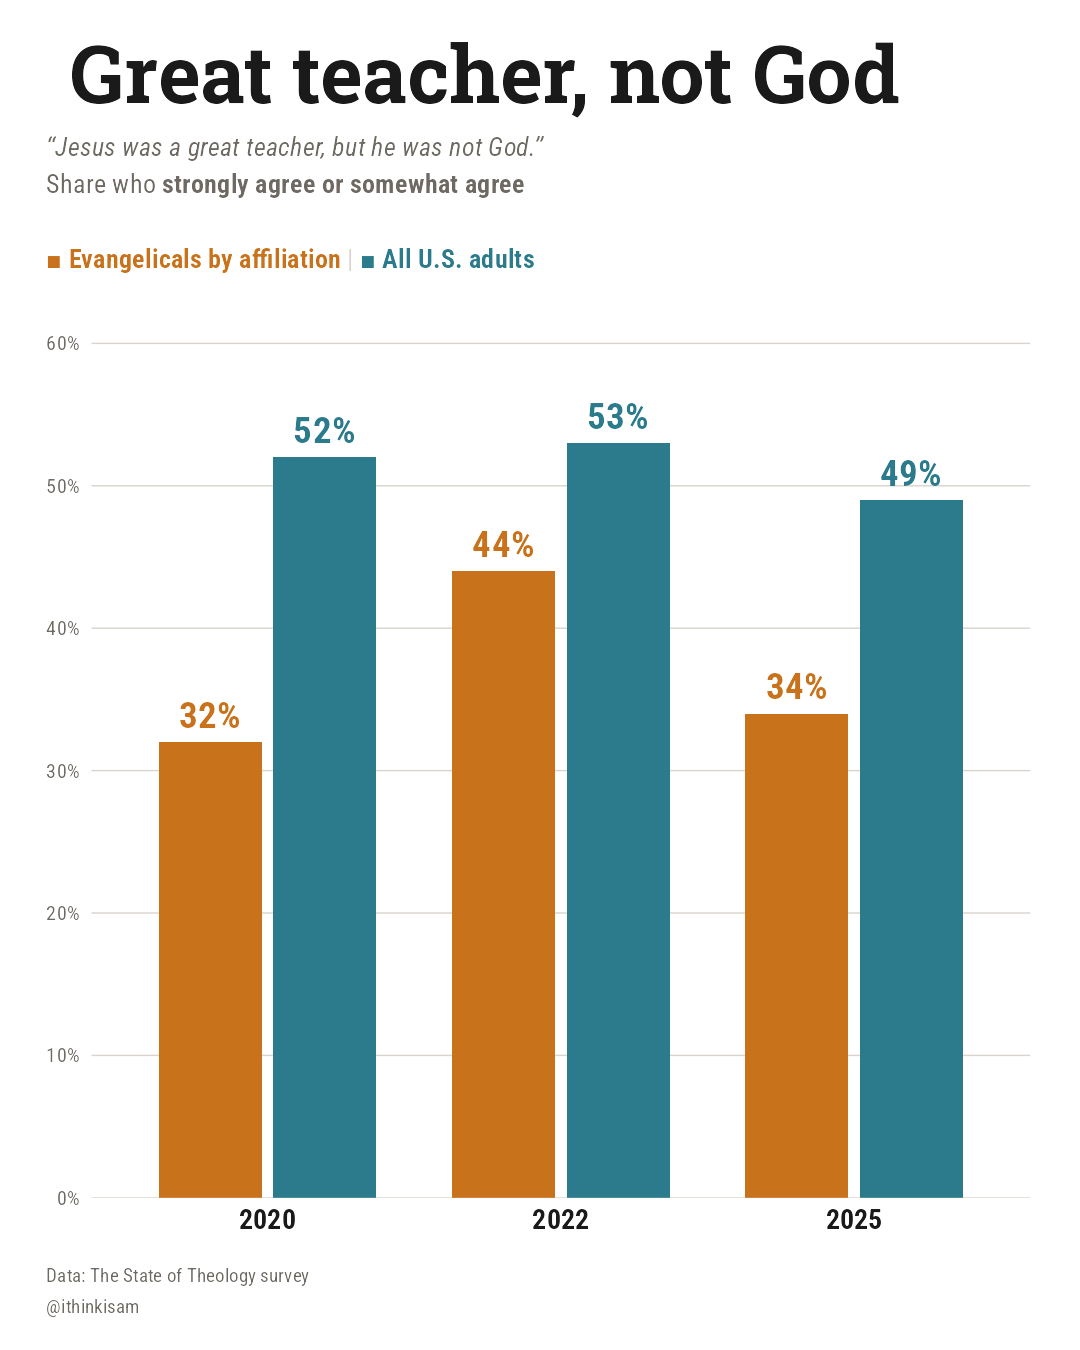 Great teacher, not God
“Jesus was a great teacher, but he was not God.”
Share who strongly agree or somewhat agree
■ Evangelicals by affiliation | ■ All U.S. adults
60%
50%
40%
30%
20%
10%
0%
32%
52%
44%
53%
34%
49%
2020
2022
2025
Data: The State of Theology survey
@ithinkisam